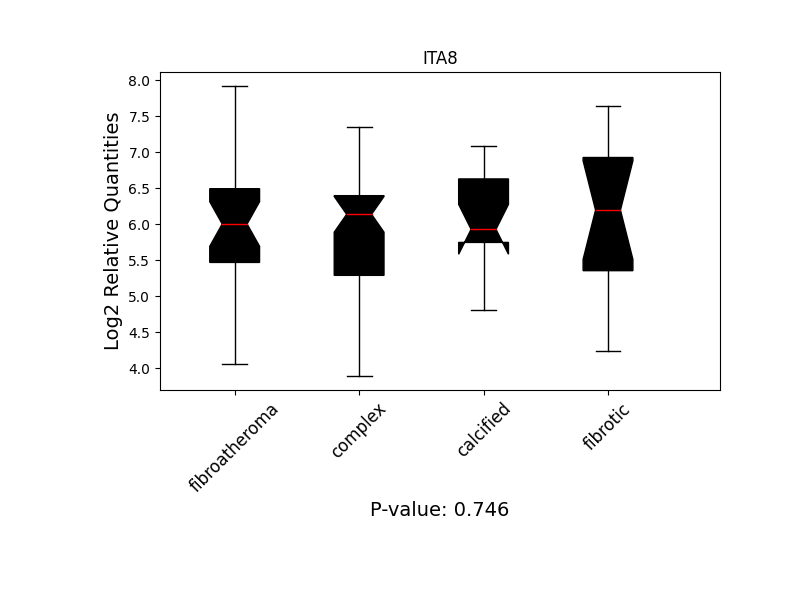 ITA8
Log2 Relative Quantities
8.0
7.5
7.0
6.5
6.0
5.5
5.0
4.5
4.0
fibroatheroma
complex
calcified
fibrotic
P-value: 0.746